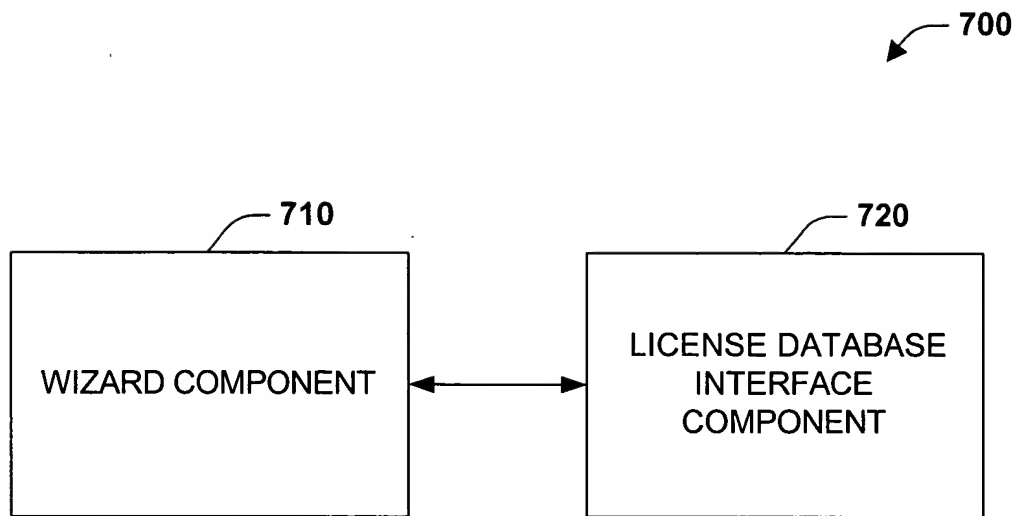 700
710
720
WIZARD COMPONENT
LICENSE DATABASE
INTERFACE
COMPONENT